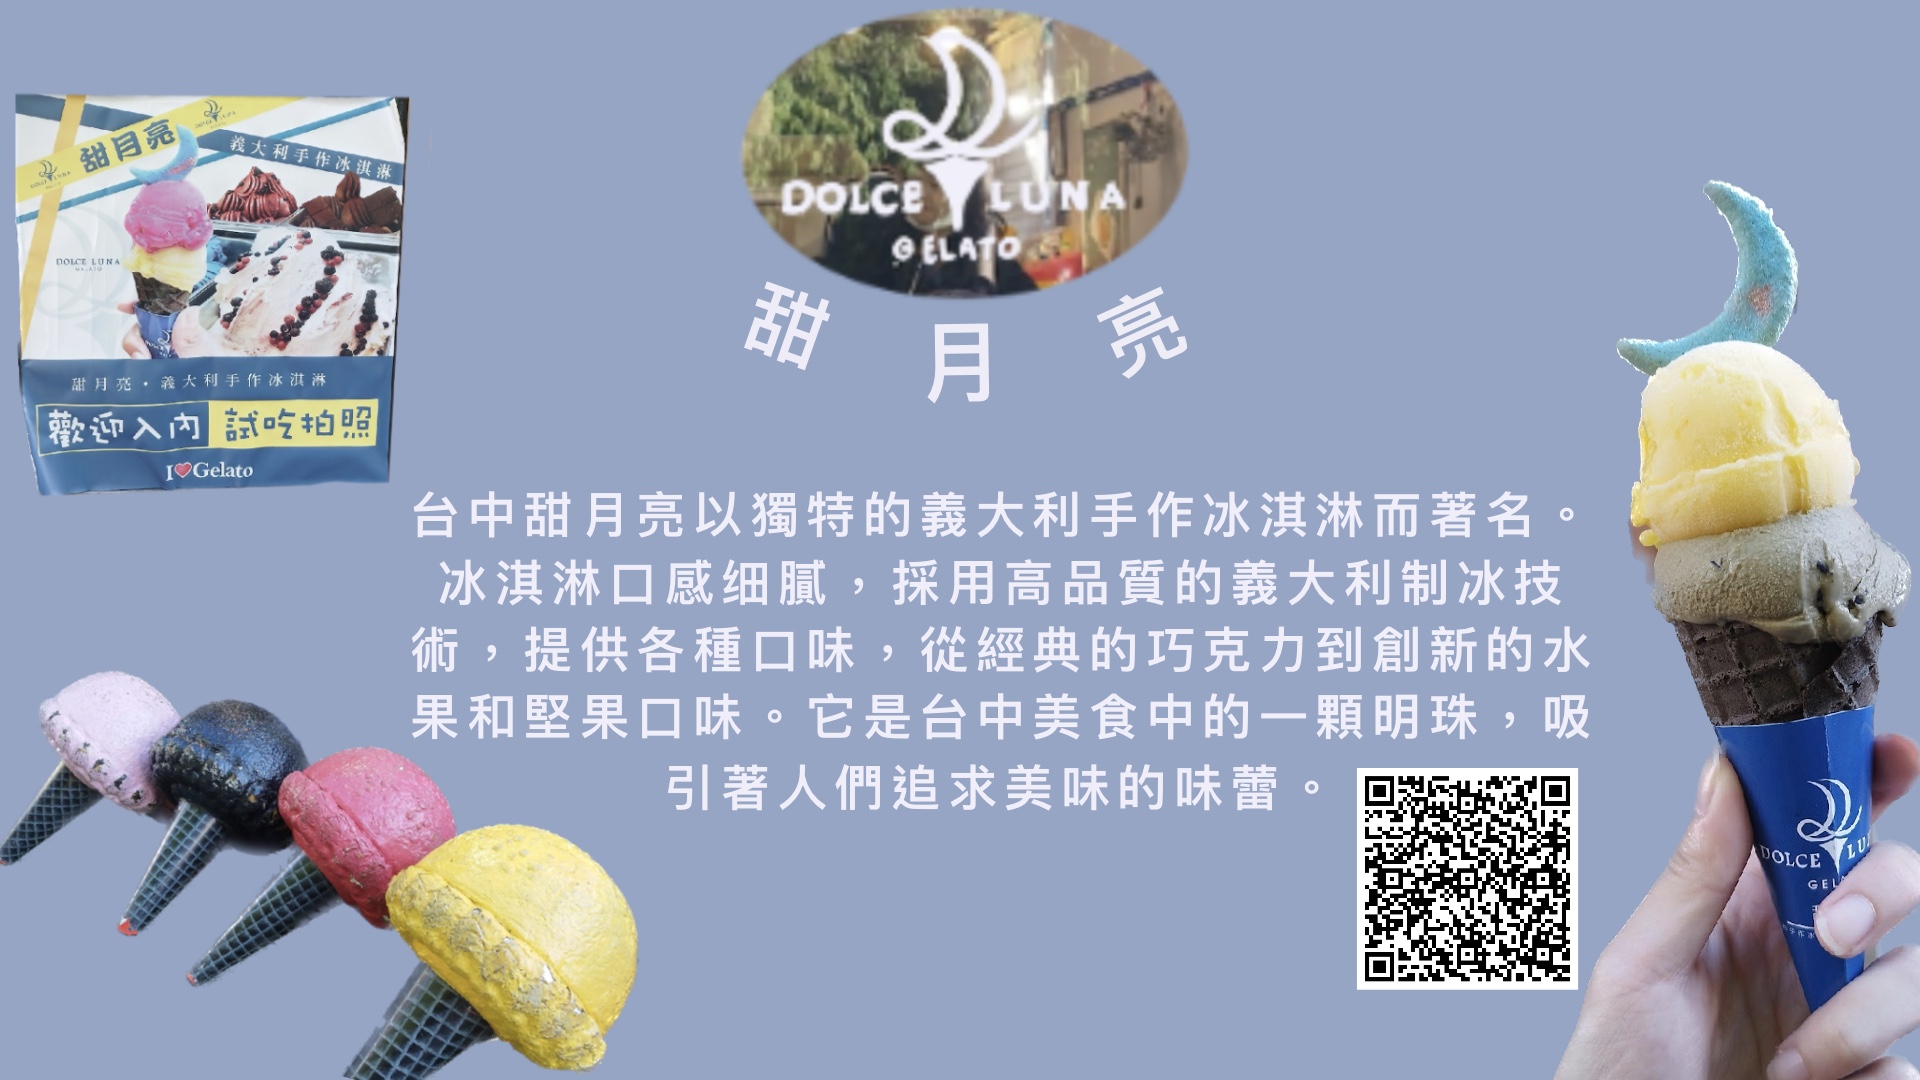 DOLCE LUNA
GELATO
甜月亮
甜月亮
義大利手作冰淇淋
DOLCE LUNA
GELATO
甜月亮・義大利手作冰淇淋
歡迎入內 試吃拍照
I❤Gelato
台中甜月亮以獨特的義大利手作冰淇淋而著名。
冰淇淋口感细膩，採用高品質的義大利制冰技
術，提供各種口味，從經典的巧克力到創新的水
果和堅果口味。它是台中美食中的一顆明珠，吸
引著人們追求美味的味蕾。
DOLCE LU
GEL